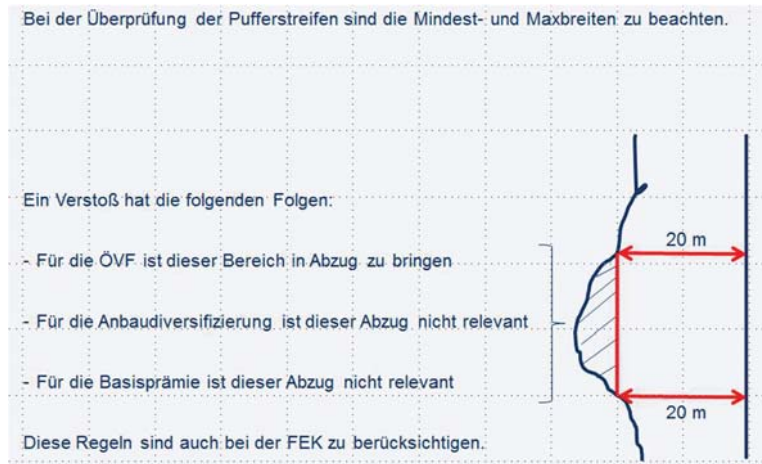 Bei der Überprüfung der Pufferstreifen sind die Mindest- und Maxbreiten zu beachten.
Ein Verstoß hat die folgenden Folgen:
20 m
- Für die ÖVF ist dieser Bereich in Abzug zu bringen
- Für die Anbaudiversifizierung ist dieser Abzug nicht relevant
- Für die Basisprämie ist dieser Abzug nicht relevant
20 m
Diese Regeln sind auch bei der FEK zu berücksichtigen.